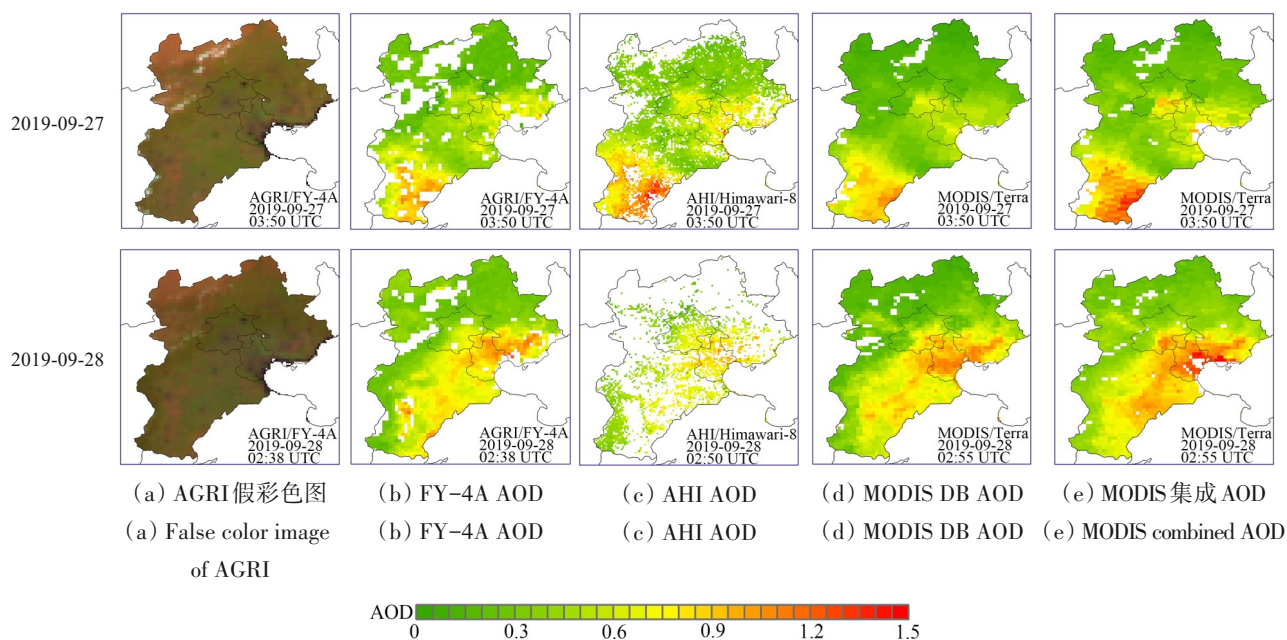 2019-09-27
AGRI/FY-4A
2019-09-27
03:50 UTC
AGRI/FY-4A
2019-09-27
03:50 UTC
AHI/Himawari-8
2019-09-27
03:50 UTC
MODIS/Terra
2019-09-27
03:50 UTC
MODIS/Terra
2019-09-27
03:50 UTC
2019-09-28
AGRI/FY-4A
2019-09-28
02:38 UTC
AGRI/FY-4A
2019-09-28
02:38 UTC
AHI/Himawari-8
2019-09-28
02:50 UTC
MODIS/Terra
2019-09-28
02:55 UTC
MODIS/Terra
2019-09-28
02:55 UTC
(a) AGRI假彩色图 (b) FY-4A AOD (c) AHI AOD (d) MODIS DB AOD (e) MODIS集成AOD
(a) False color image (b) FY-4A AOD (c) AHI AOD (d) MODIS DB AOD (e) MODIS combined AOD
of AGRI
AOD
0 0.3 0.6 0.9 1.2 1.5